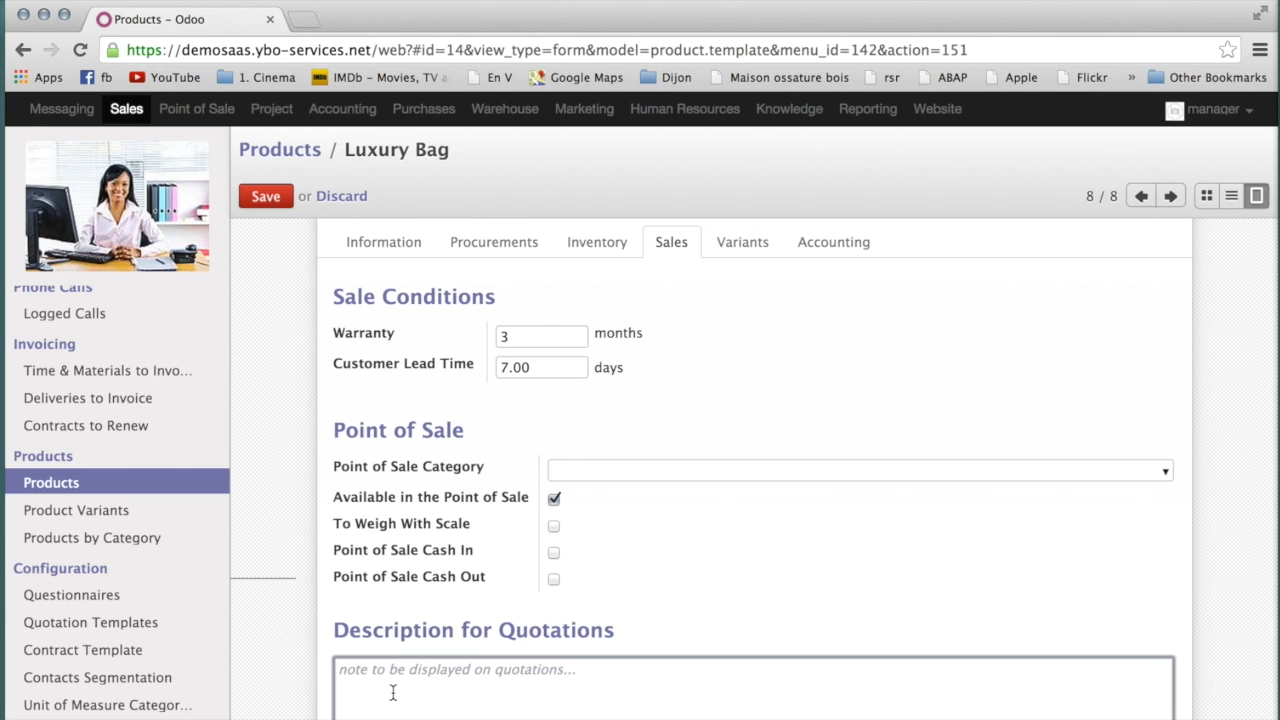 Products – Odoo
https://demosaas.ybo-services.net/web?#id=14&view_type=form&model=product.template&menu_id=142&action=151
Apps fb YouTube 1. Cinema IMDb – Movies, TV a En V Google Maps Dijon Maison ossature bois rsr ABAP Apple Flickr » Other Bookmarks
Messaging Sales Point of Sale Project Accounting Purchases Warehouse Marketing Human Resources Knowledge Reporting Website manager
Products / Luxury Bag
Save or Discard 8 / 8
Information Procurements Inventory Sales Variants Accounting
Phone Calls
Logged Calls
Invoicing
Time & Materials to Invo...
Deliveries to Invoice
Contracts to Renew
Products
Products
Product Variants
Products by Category
Configuration
Questionnaires
Quotation Templates
Contract Template
Contacts Segmentation
Unit of Measure Categor...
Sale Conditions
Warranty 3 months
Customer Lead Time 7.00 days
Point of Sale
Point of Sale Category
Available in the Point of Sale
To Weigh With Scale
Point of Sale Cash In
Point of Sale Cash Out
Description for Quotations
note to be displayed on quotations...